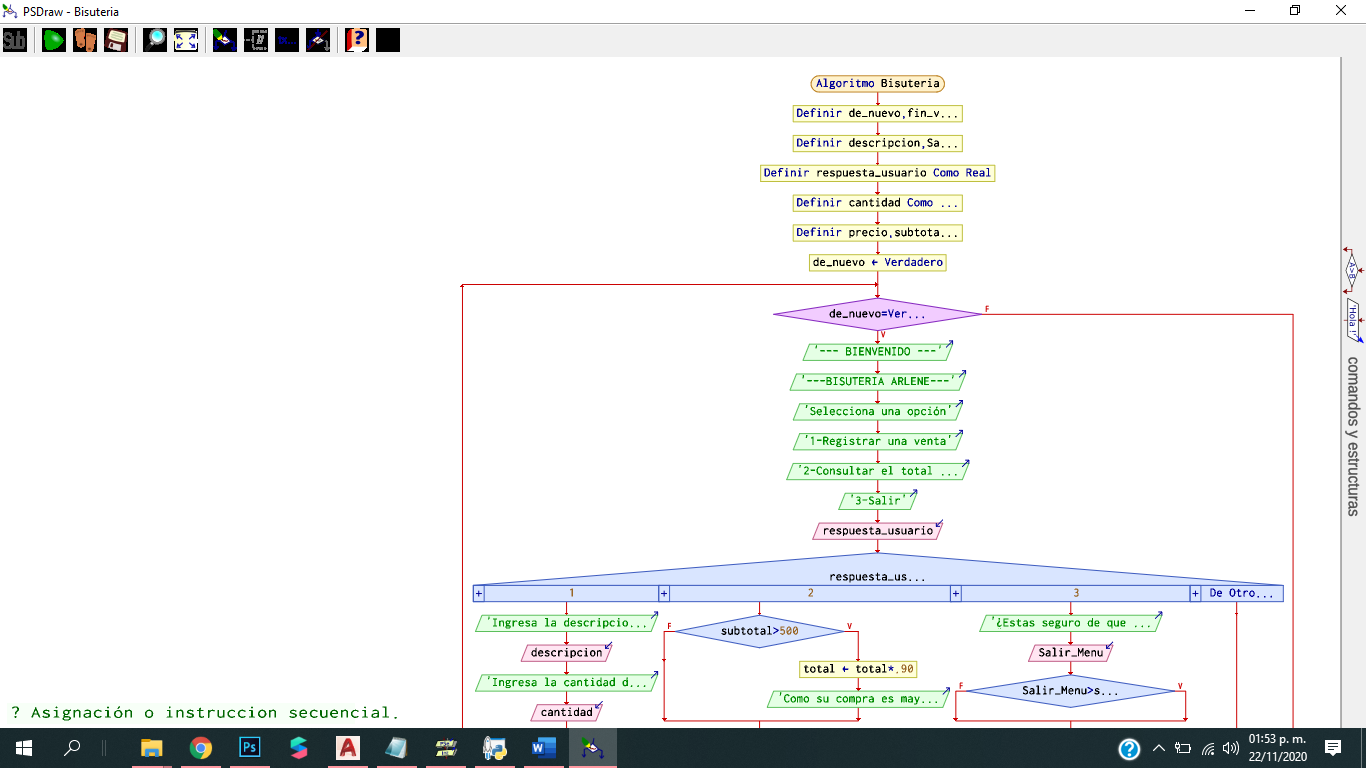 PSDraw - Bisuteria
Sub
Algoritmo Bisuteria
Definir de_nuevo,fin_v...
Definir descripcion,Sa...
Definir respuesta_usuario Como Real
Definir cantidad Como ...
Definir precio,subtota...
de_nuevo ← Verdadero
de_nuevo=Ver...
F
V
'--- BIENVENIDO ---'
'---BISUTERIA ARLENE---'
'Selecciona una opción'
'1-Registrar una venta'
'2-Consultar el total ...
'3-Salir'
respuesta_usuario
respuesta_us...
+ 1 + 2 + 3 + De Otro...
'Ingresa la descripcio...
descripcion
'Ingresa la cantidad d...
cantidad
F subtotal>500 V
total ← total*.90
'Como su compra es may...
'¿Estas seguro de que ...
Salir_Menu
F Salir_Menu>s... V
A>B
'Hola !'
comandos y estructuras
? Asignación o instruccion secuencial.
01:53 p. m.
22/11/2020